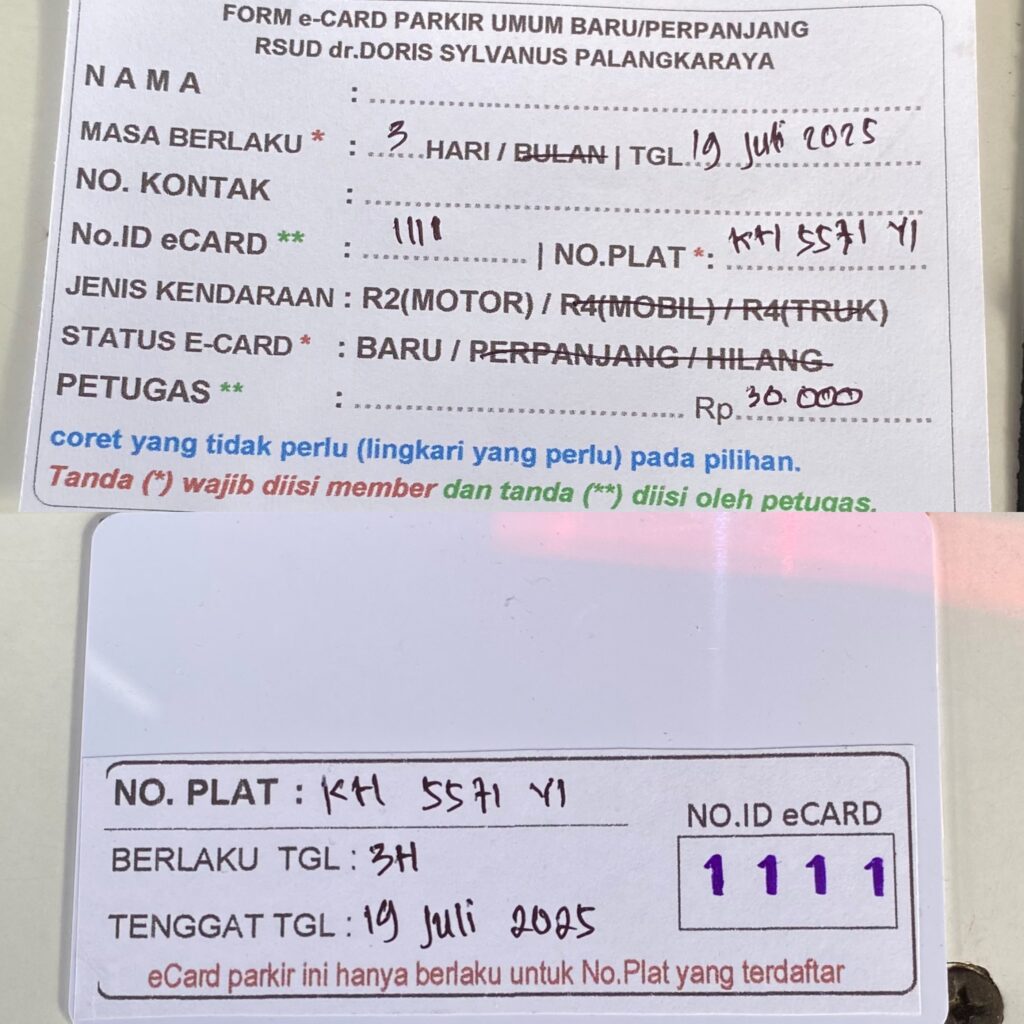 FORM e-CARD PARKIR UMUM BARU/PERPANJANG
RSUD dr.DORIS SYLVANUS PALANGKARAYA
N A M A : ........................
MASA BERLAKU * : 3 HARI / BULAN | TGL 19 Juli 2025
NO. KONTAK : ........................
No.ID eCARD ** : 1111 | NO.PLAT *: KH 5571 YI
JENIS KENDARAAN : R2(MOTOR) / R4(MOBIL) / R4(TRUK)
STATUS E-CARD * : BARU / PERPANJANG / HILANG
PETUGAS ** : ........................ Rp. 30.000
coret yang tidak perlu (lingkari yang perlu) pada pilihan.
Tanda (*) wajib diisi member dan tanda (**) diisi oleh petugas.
NO. PLAT : KH 5571 YI
NO.ID eCARD
BERLAKU TGL : 3H
1 1 1 1
TENGGAT TGL : 19 Juli 2025
eCard parkir ini hanya berlaku untuk No.Plat yang terdaftar